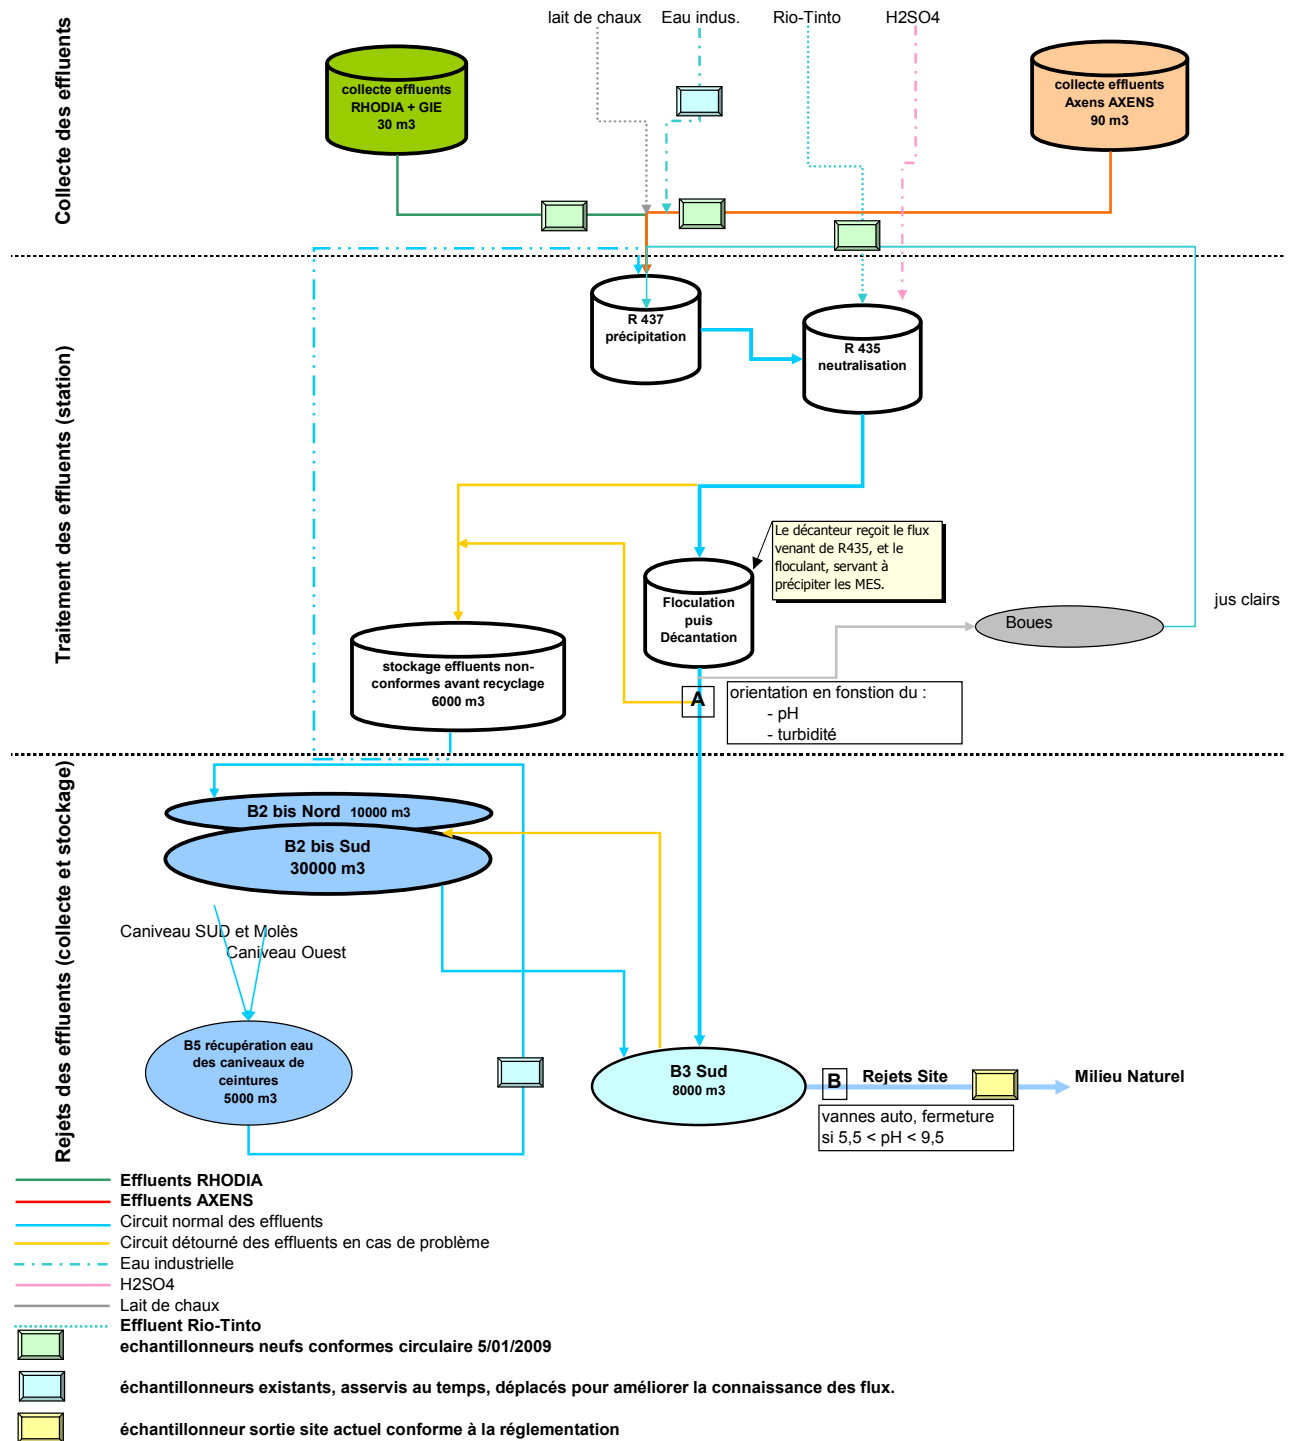 lait de chaux
Eau indus.
Rio-Tinto
H2SO4
Collecte des effluents
collecte effluents
RHODIA + GIE
30 m3
collecte effluents
Axens AXENS
90 m3
Traitement des effluents (station)
R 437
précipitation
R 435
neutralisation
Le décanteur reçoit le flux
venant de R435, et le
floculant, servant à
précipiter les MES.
Floculation
puis
Décantation
jus clairs
Boues
stockage effluents non-
conformes avant recyclage
6000 m3
A
orientation en fonstion du :
- pH
- turbidité
Rejets des effluents (collecte et stockage)
B2 bis Nord 10000 m3
B2 bis Sud
30000 m3
Caniveau SUD et Molès
Caniveau Ouest
B5 récupération eau
des caniveaux de
ceintures
5000 m3
B3 Sud
8000 m3
B
Rejets Site
Milieu Naturel
vannes auto, fermeture
si 5,5 < pH < 9,5
Effluents RHODIA
Effluents AXENS
Circuit normal des effluents
Circuit détourné des effluents en cas de problème
Eau industrielle
H2SO4
Lait de chaux
Effluent Rio-Tinto
echantillonneurs neufs conformes circulaire 5/01/2009
échantillonneurs existants, asservis au temps, déplacés pour améliorer la connaissance des flux.
échantillonneur sortie site actuel conforme à la réglementation